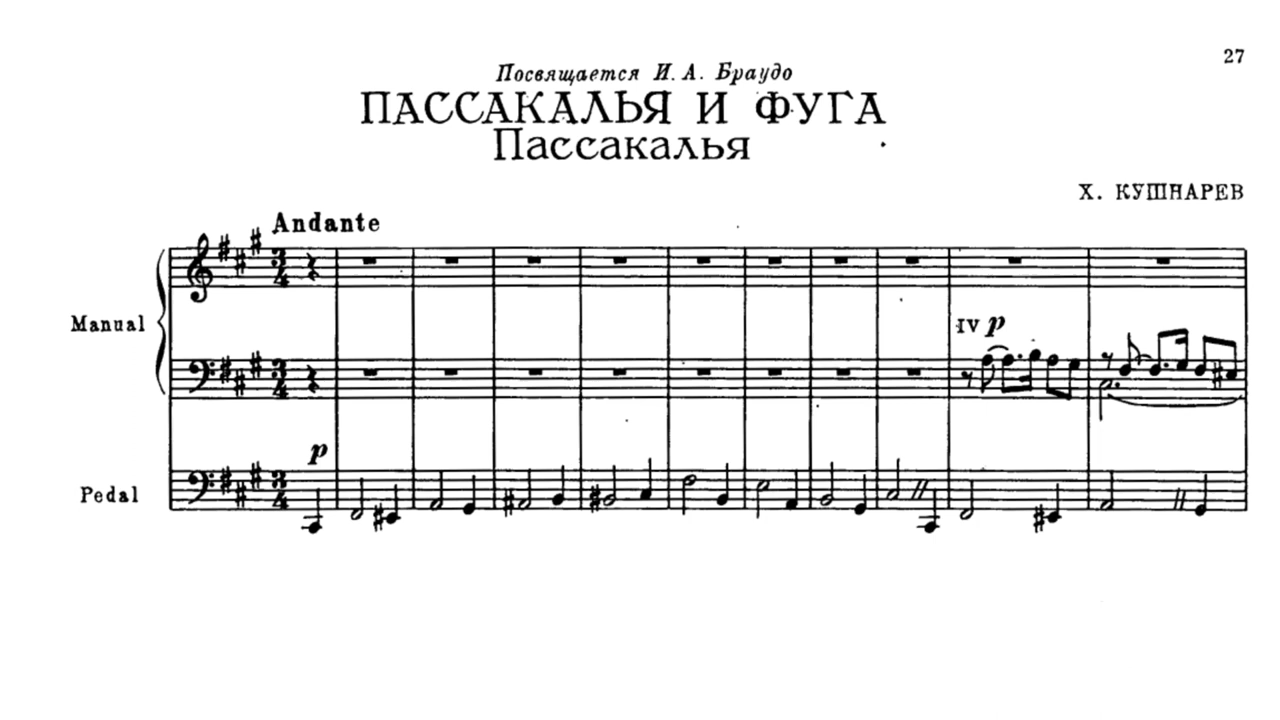 27
Посвящается И. А. Браудо
ПАССАКАЛЬЯ И ФУГА
Пассакалья
Х. КУШНАРЕВ
Andante
Manual
IV p
p
Pedal